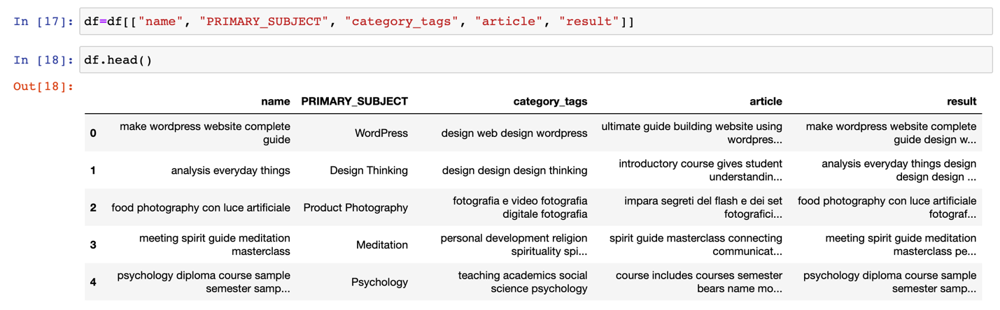 In [17]: df=df[["name", "PRIMARY_SUBJECT", "category_tags", "article", "result"]]
In [18]: df.head()
Out[18]:
name PRIMARY_SUBJECT category_tags article result
0 make wordpress website complete guide WordPress design web design wordpress ultimate guide building website using wordpres... make wordpress website complete guide design w...
1 analysis everyday things Design Thinking design design design thinking introductory course gives student understandin... analysis everyday things design design design ...
2 food photography con luce artificiale Product Photography fotografia e video fotografia digitale fotografia impara segreti del flash e dei set fotografici... food photography con luce artificiale fotograf...
3 meeting spirit guide meditation masterclass Meditation personal development religion spirituality spi... spirit guide masterclass connecting communicat... meeting spirit guide meditation masterclass pe...
4 psychology diploma course sample semester samp... Psychology teaching academics social science psychology course includes courses semester bears name mo... psychology diploma course sample semester samp...